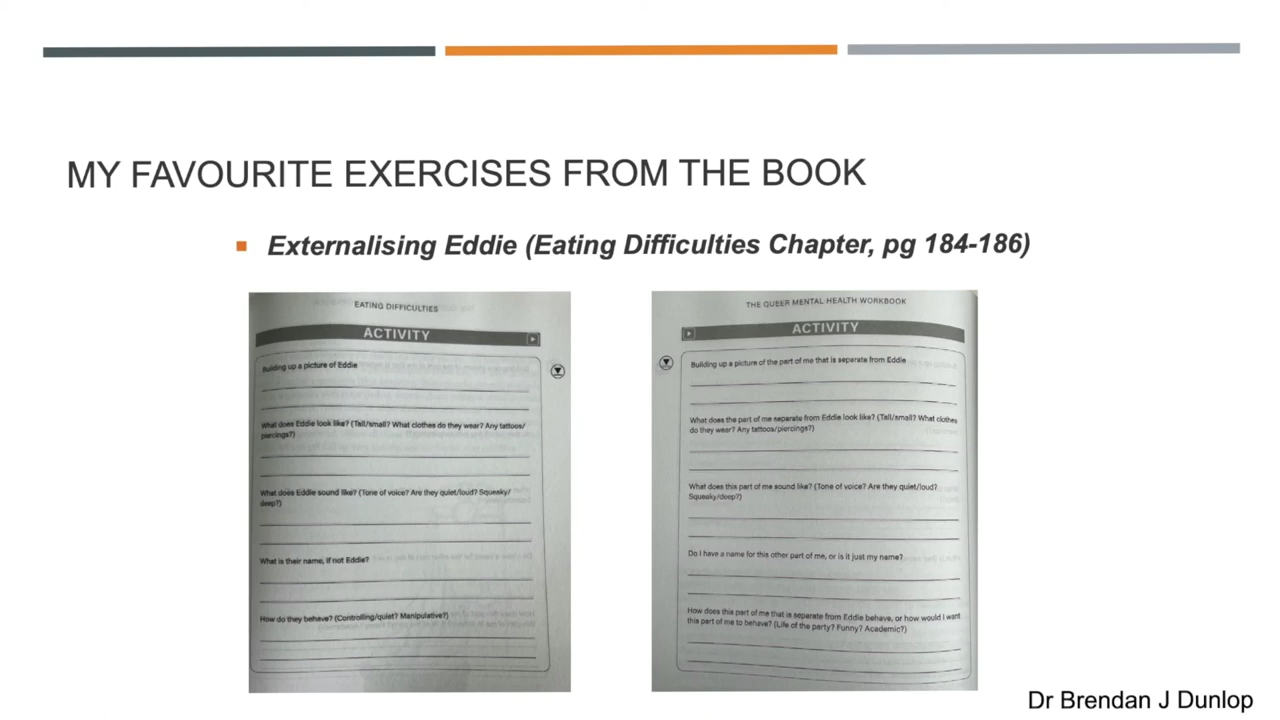 MY FAVOURITE EXERCISES FROM THE BOOK
Externalising Eddie (Eating Difficulties Chapter, pg 184-186)
EATING DIFFICULTIES
ACTIVITY
Building up a picture of Eddie
What does Eddie look like? (Tall/small? What clothes do they wear? Any tattoos/
piercings?)
What does Eddie sound like? (Tone of voice? Are they quiet/loud? Squeaky/
deep?)
What is their name, if not Eddie?
How do they behave? (Controlling/quiet? Manipulative?)
THE QUEER MENTAL HEALTH WORKBOOK
ACTIVITY
Building up a picture of the part of me that is seperate from Eddie
What does the part of me separate from Eddie look like? (Tall/small? What clothes
do they wear? Any tattoos/piercings?)
What does this part of me sound like? (Tone of voice? Are they quiet/loud?
Squeaky/deep?)
Do I have a name for this other part of me, or is it just my name?
How does this part of me that is separate from Eddie behave, or how would I want
this part of me to behave? (Life of the party? Funny? Academic?)
Dr Brendan J Dunlop